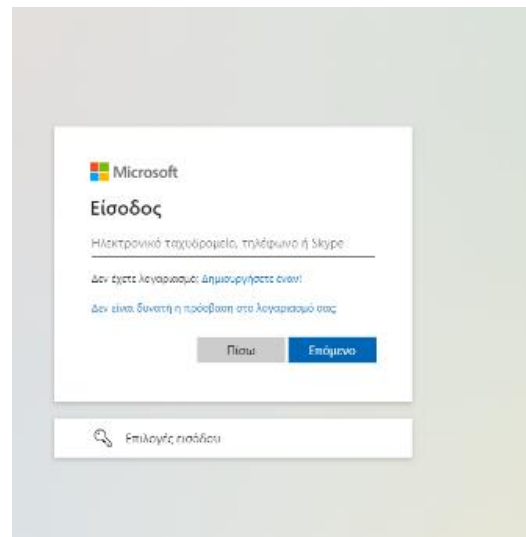 Microsoft
Είσοδος
Ηλεκτρονικό ταχυδρομείο, τηλέφωνο ή Skype
Δεν έχετε λογαριασμό; Δημιουργήστε έναν!
Δεν είναι δυνατή η πρόσβαση στο λογαριασμό σας;
Πίσω Επόμενο
Επιλογές εισόδου